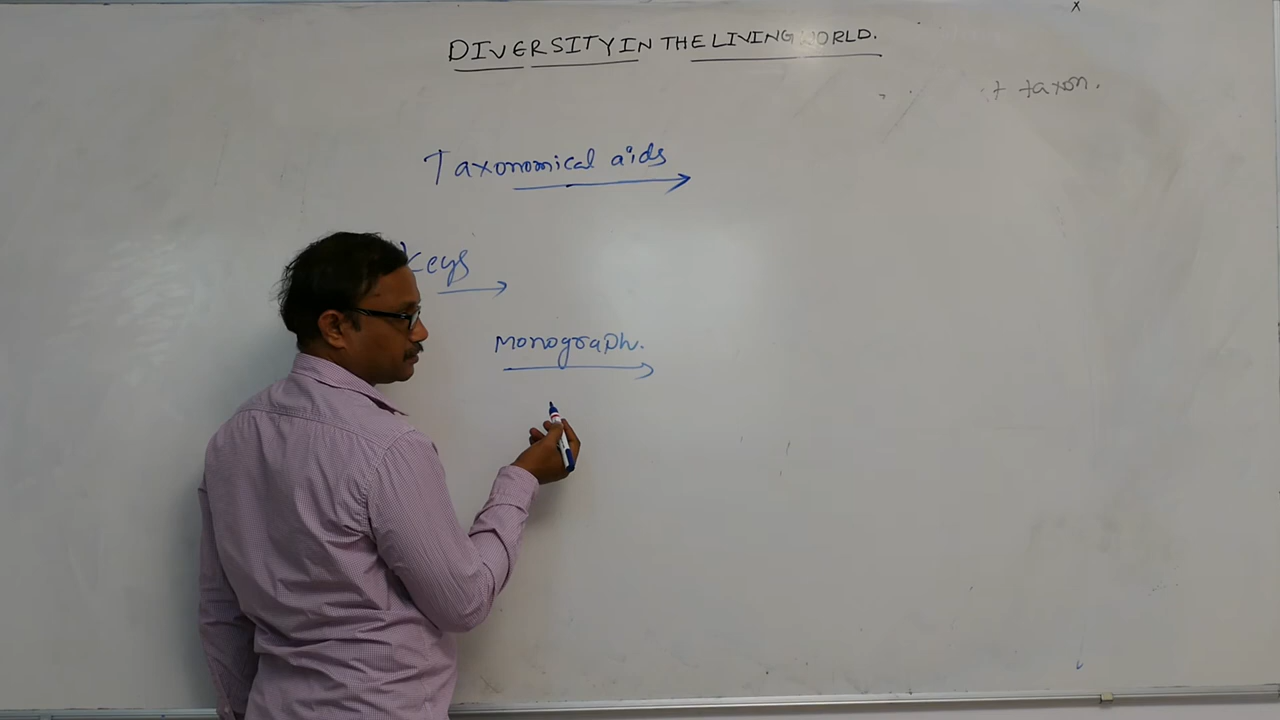 DIVERSITY IN THE LIVING WORLD.
taxon.
Taxonomical aids
keys
Monograph.